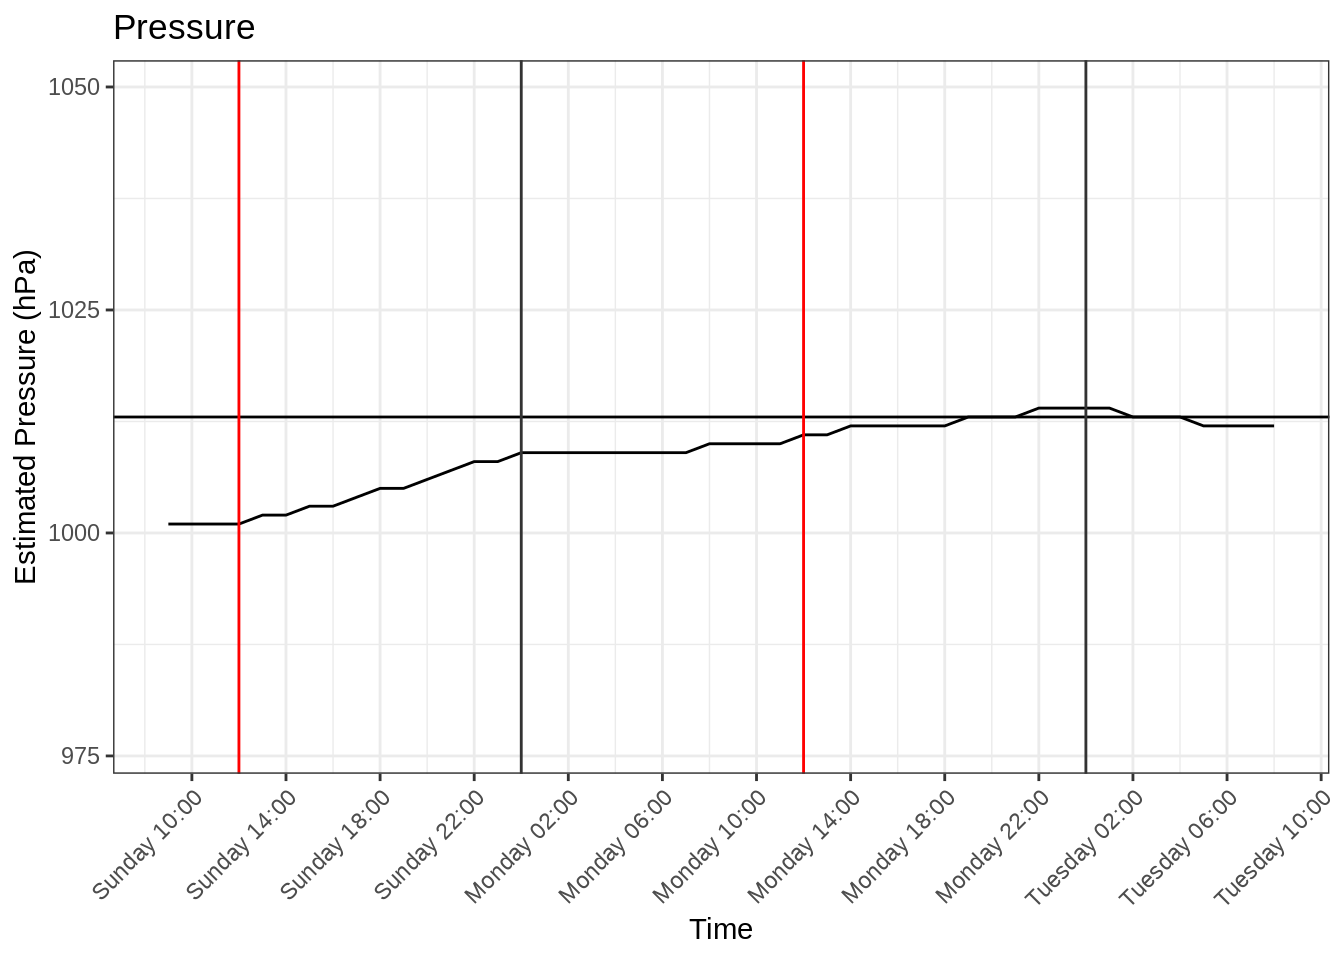 Pressure
Estimated Pressure (hPa)
1050
1025
1000
975
Sunday 10:00
Sunday 14:00
Sunday 18:00
Sunday 22:00
Monday 02:00
Monday 06:00
Monday 10:00
Monday 14:00
Monday 18:00
Monday 22:00
Tuesday 02:00
Tuesday 06:00
Tuesday 10:00
Time